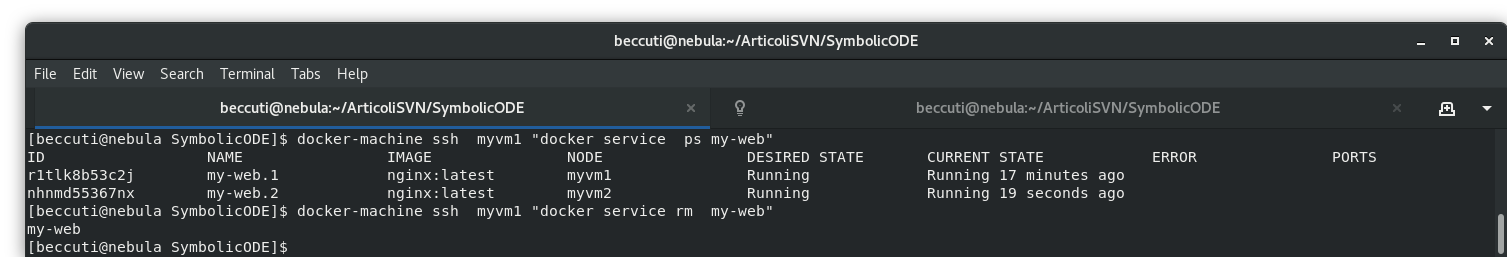 beccuti@nebula:~/ArticoliSVN/SymbolicODE
File Edit View Search Terminal Tabs Help
beccuti@nebula:~/ArticoliSVN/SymbolicODE beccuti@nebula:~/ArticoliSVN/SymbolicODE
[beccuti@nebula SymbolicODE]$ docker-machine ssh  myvm1 "docker service  ps my-web"
ID                  NAME                IMAGE               NODE                DESIRED STATE       CURRENT STATE            ERROR               PORTS
r1tlk8b53c2j        my-web.1            nginx:latest        myvm1               Running             Running 17 minutes ago
nhnmd55367nx        my-web.2            nginx:latest        myvm2               Running             Running 19 seconds ago
[beccuti@nebula SymbolicODE]$ docker-machine ssh  myvm1 "docker service rm  my-web"
my-web
[beccuti@nebula SymbolicODE]$